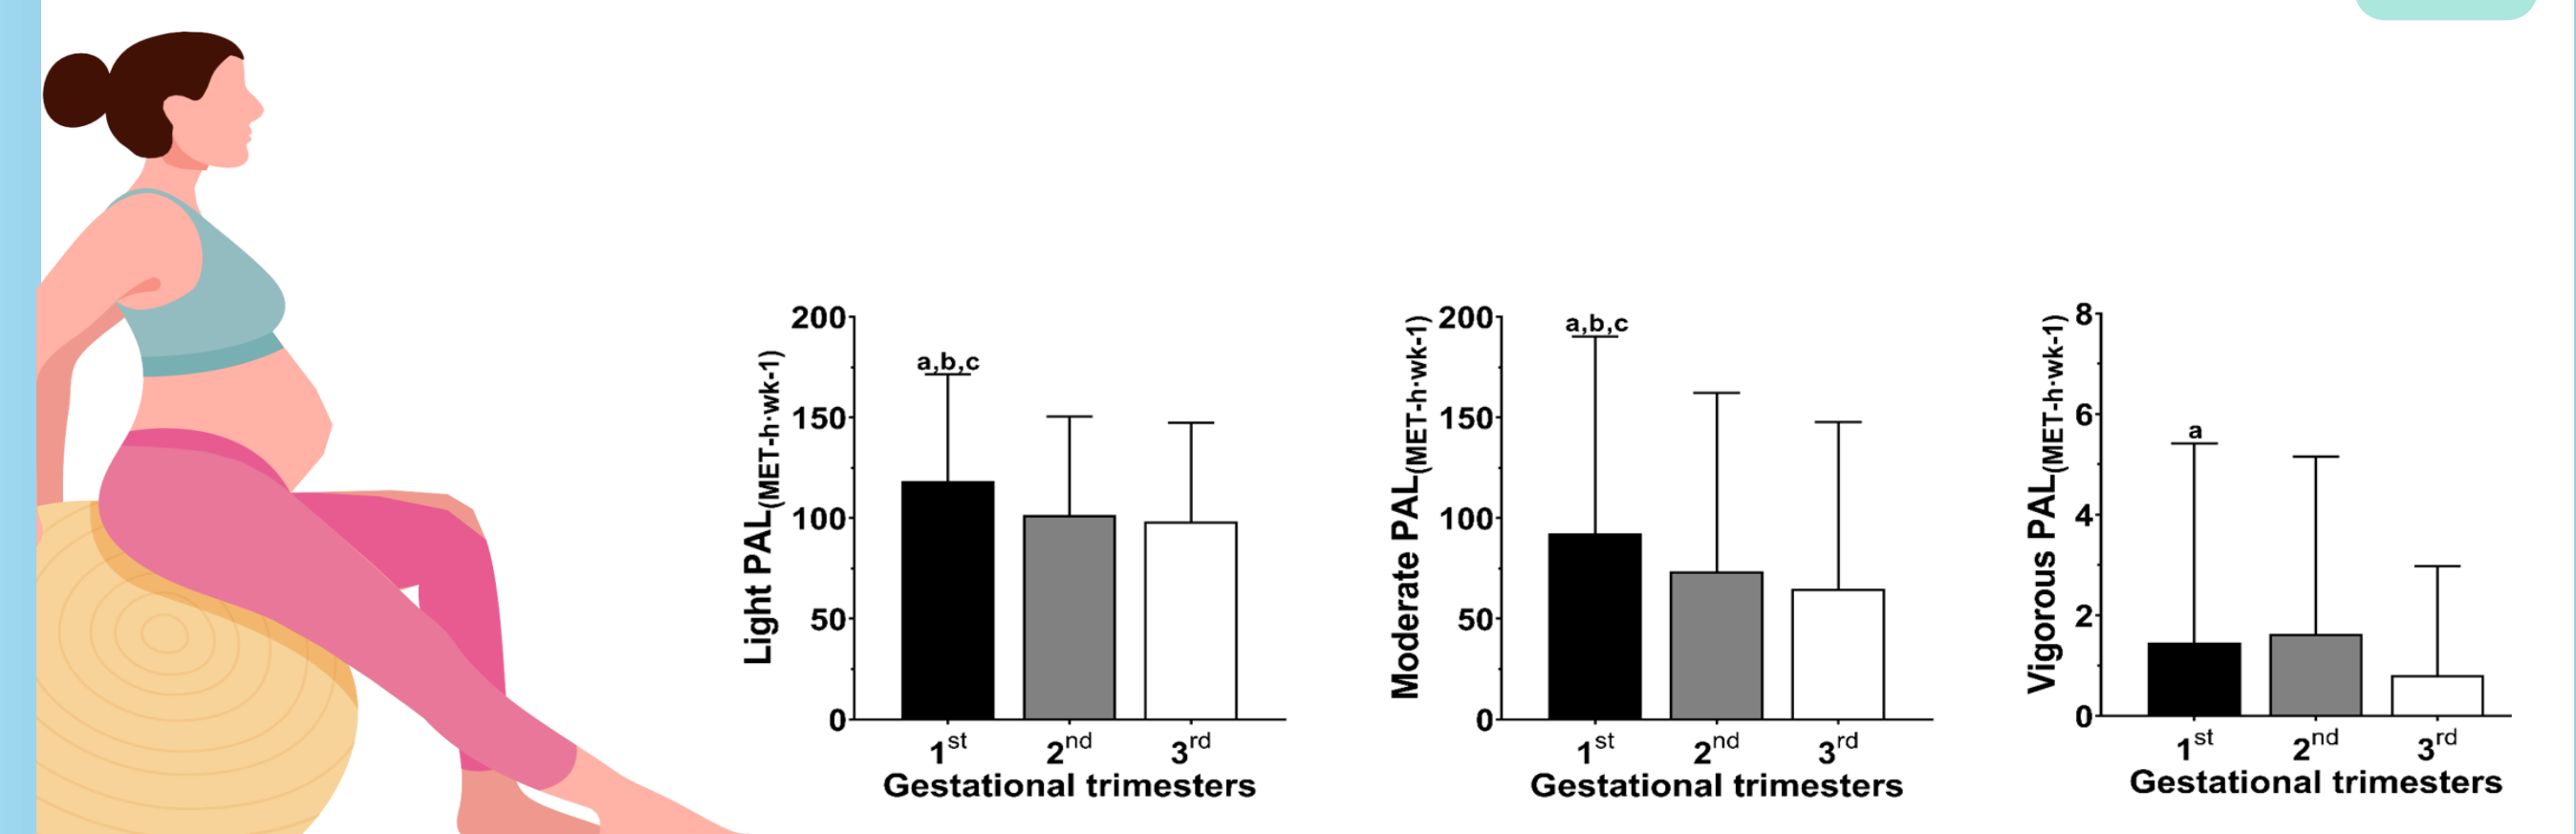 Light PAL(MET-h·wk-1)
200
150
100
50
0
a,b,c
1st 2nd 3rd
Gestational trimesters
Moderate PAL(MET-h·wk-1)
200
150
100
50
0
a,b,c
1st 2nd 3rd
Gestational trimesters
Vigorous PAL(MET-h·wk-1)
8
6
4
2
0
a
1st 2nd 3rd
Gestational trimesters